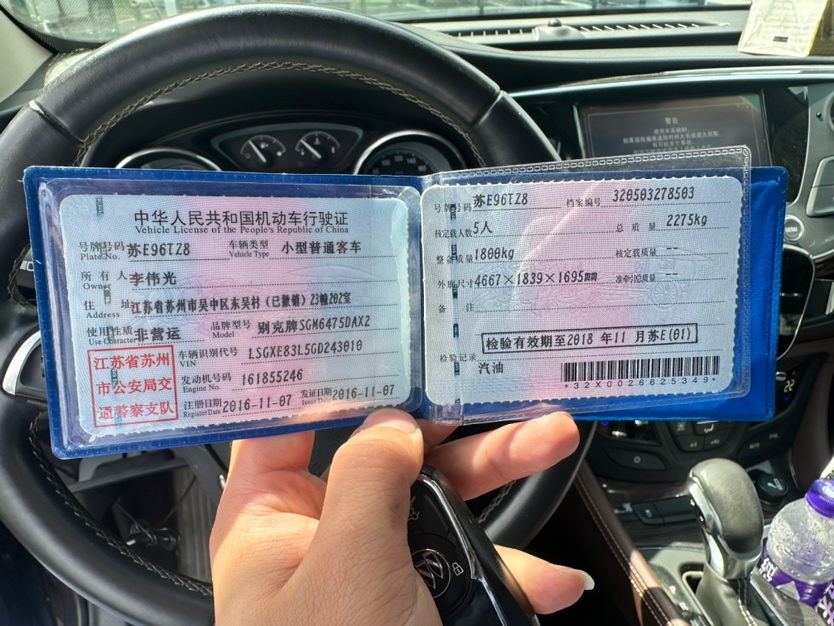 中华人民共和国机动车行驶证
Vehicle License of the People's Republic of China
号牌号码 苏E96TZ8 车辆类型 小型普通客车
Plate No. Vehicle Type
所有人 李伟光
Owner
住址 江苏省苏州市吴中区东吴村（已撤销）23幢202室
Address
使用性质 非营运 品牌型号 别克牌SGM6475DAX2
Use Character Model
江苏省苏州
市公安局交
通警察支队
车辆识别代号 LSGXE83L5GD243010
VIN
发动机号码 161855246
Engine No.
注册日期 2016-11-07 发证日期 2016-11-07
Register Date Issue Date
号牌号码 苏E96TZ8 档案编号 320503278503
核定载人数 5人 总质量 2275kg
整备质量 1800kg 核定载质量 --
外廓尺寸 4667×1839×1695mm 准牵引总质量 --
备注
检验有效期至2018 年11 月苏E(01)
检验记录
汽油
*32X0026625349*
警告